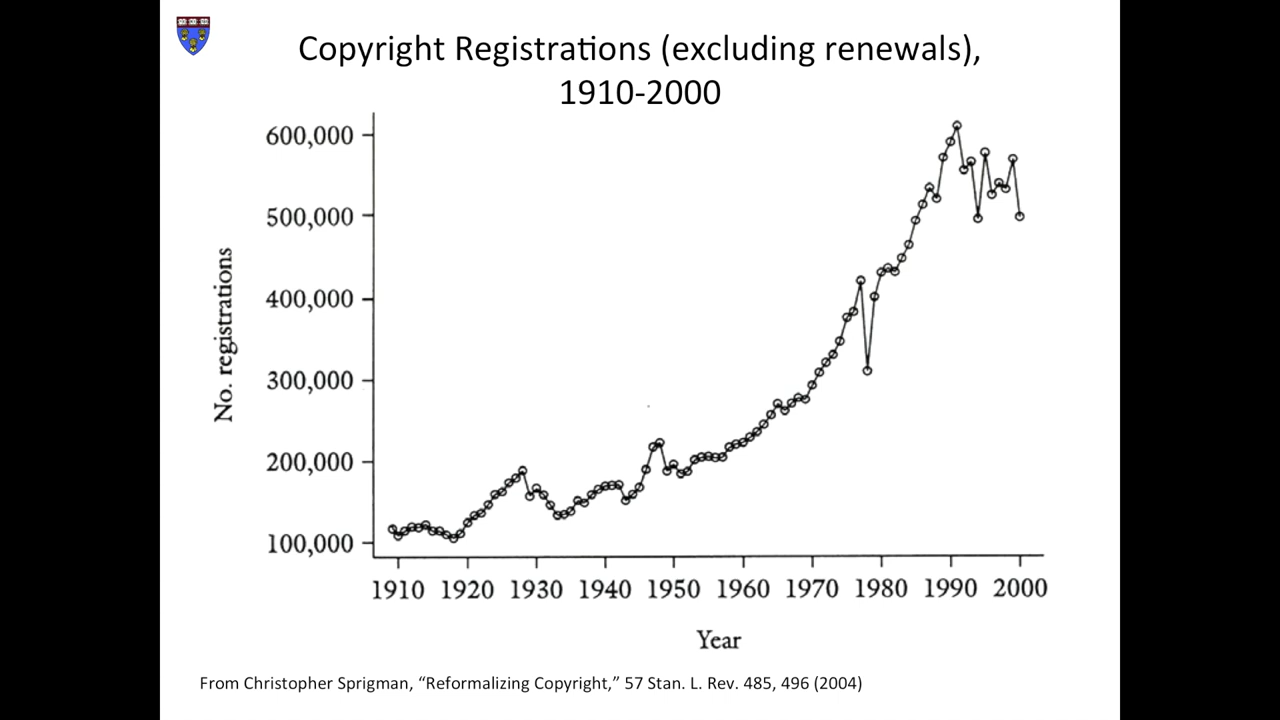 Copyright Registrations (excluding renewals),
1910-2000
600,000
500,000
400,000
300,000
200,000
100,000
No. registrations
1910 1920 1930 1940 1950 1960 1970 1980 1990 2000
Year
From Christopher Sprigman, “Reformalizing Copyright,” 57 Stan. L. Rev. 485, 496 (2004)